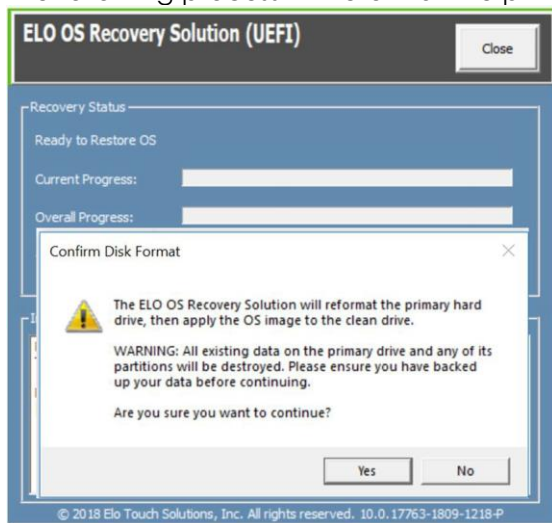 ELO OS Recovery Solution (UEFI)
Close
Recovery Status
Ready to Restore OS
Current Progress:
Overall Progress:
Confirm Disk Format
The ELO OS Recovery Solution will reformat the primary hard
drive, then apply the OS image to the clean drive.
WARNING: All existing data on the primary drive and any of its
partitions will be destroyed. Please ensure you have backed
up your data before continuing.
Are you sure you want to continue?
Yes
No
© 2018 Elo Touch Solutions, Inc. All rights reserved. 10.0.17763-1809-1218-P